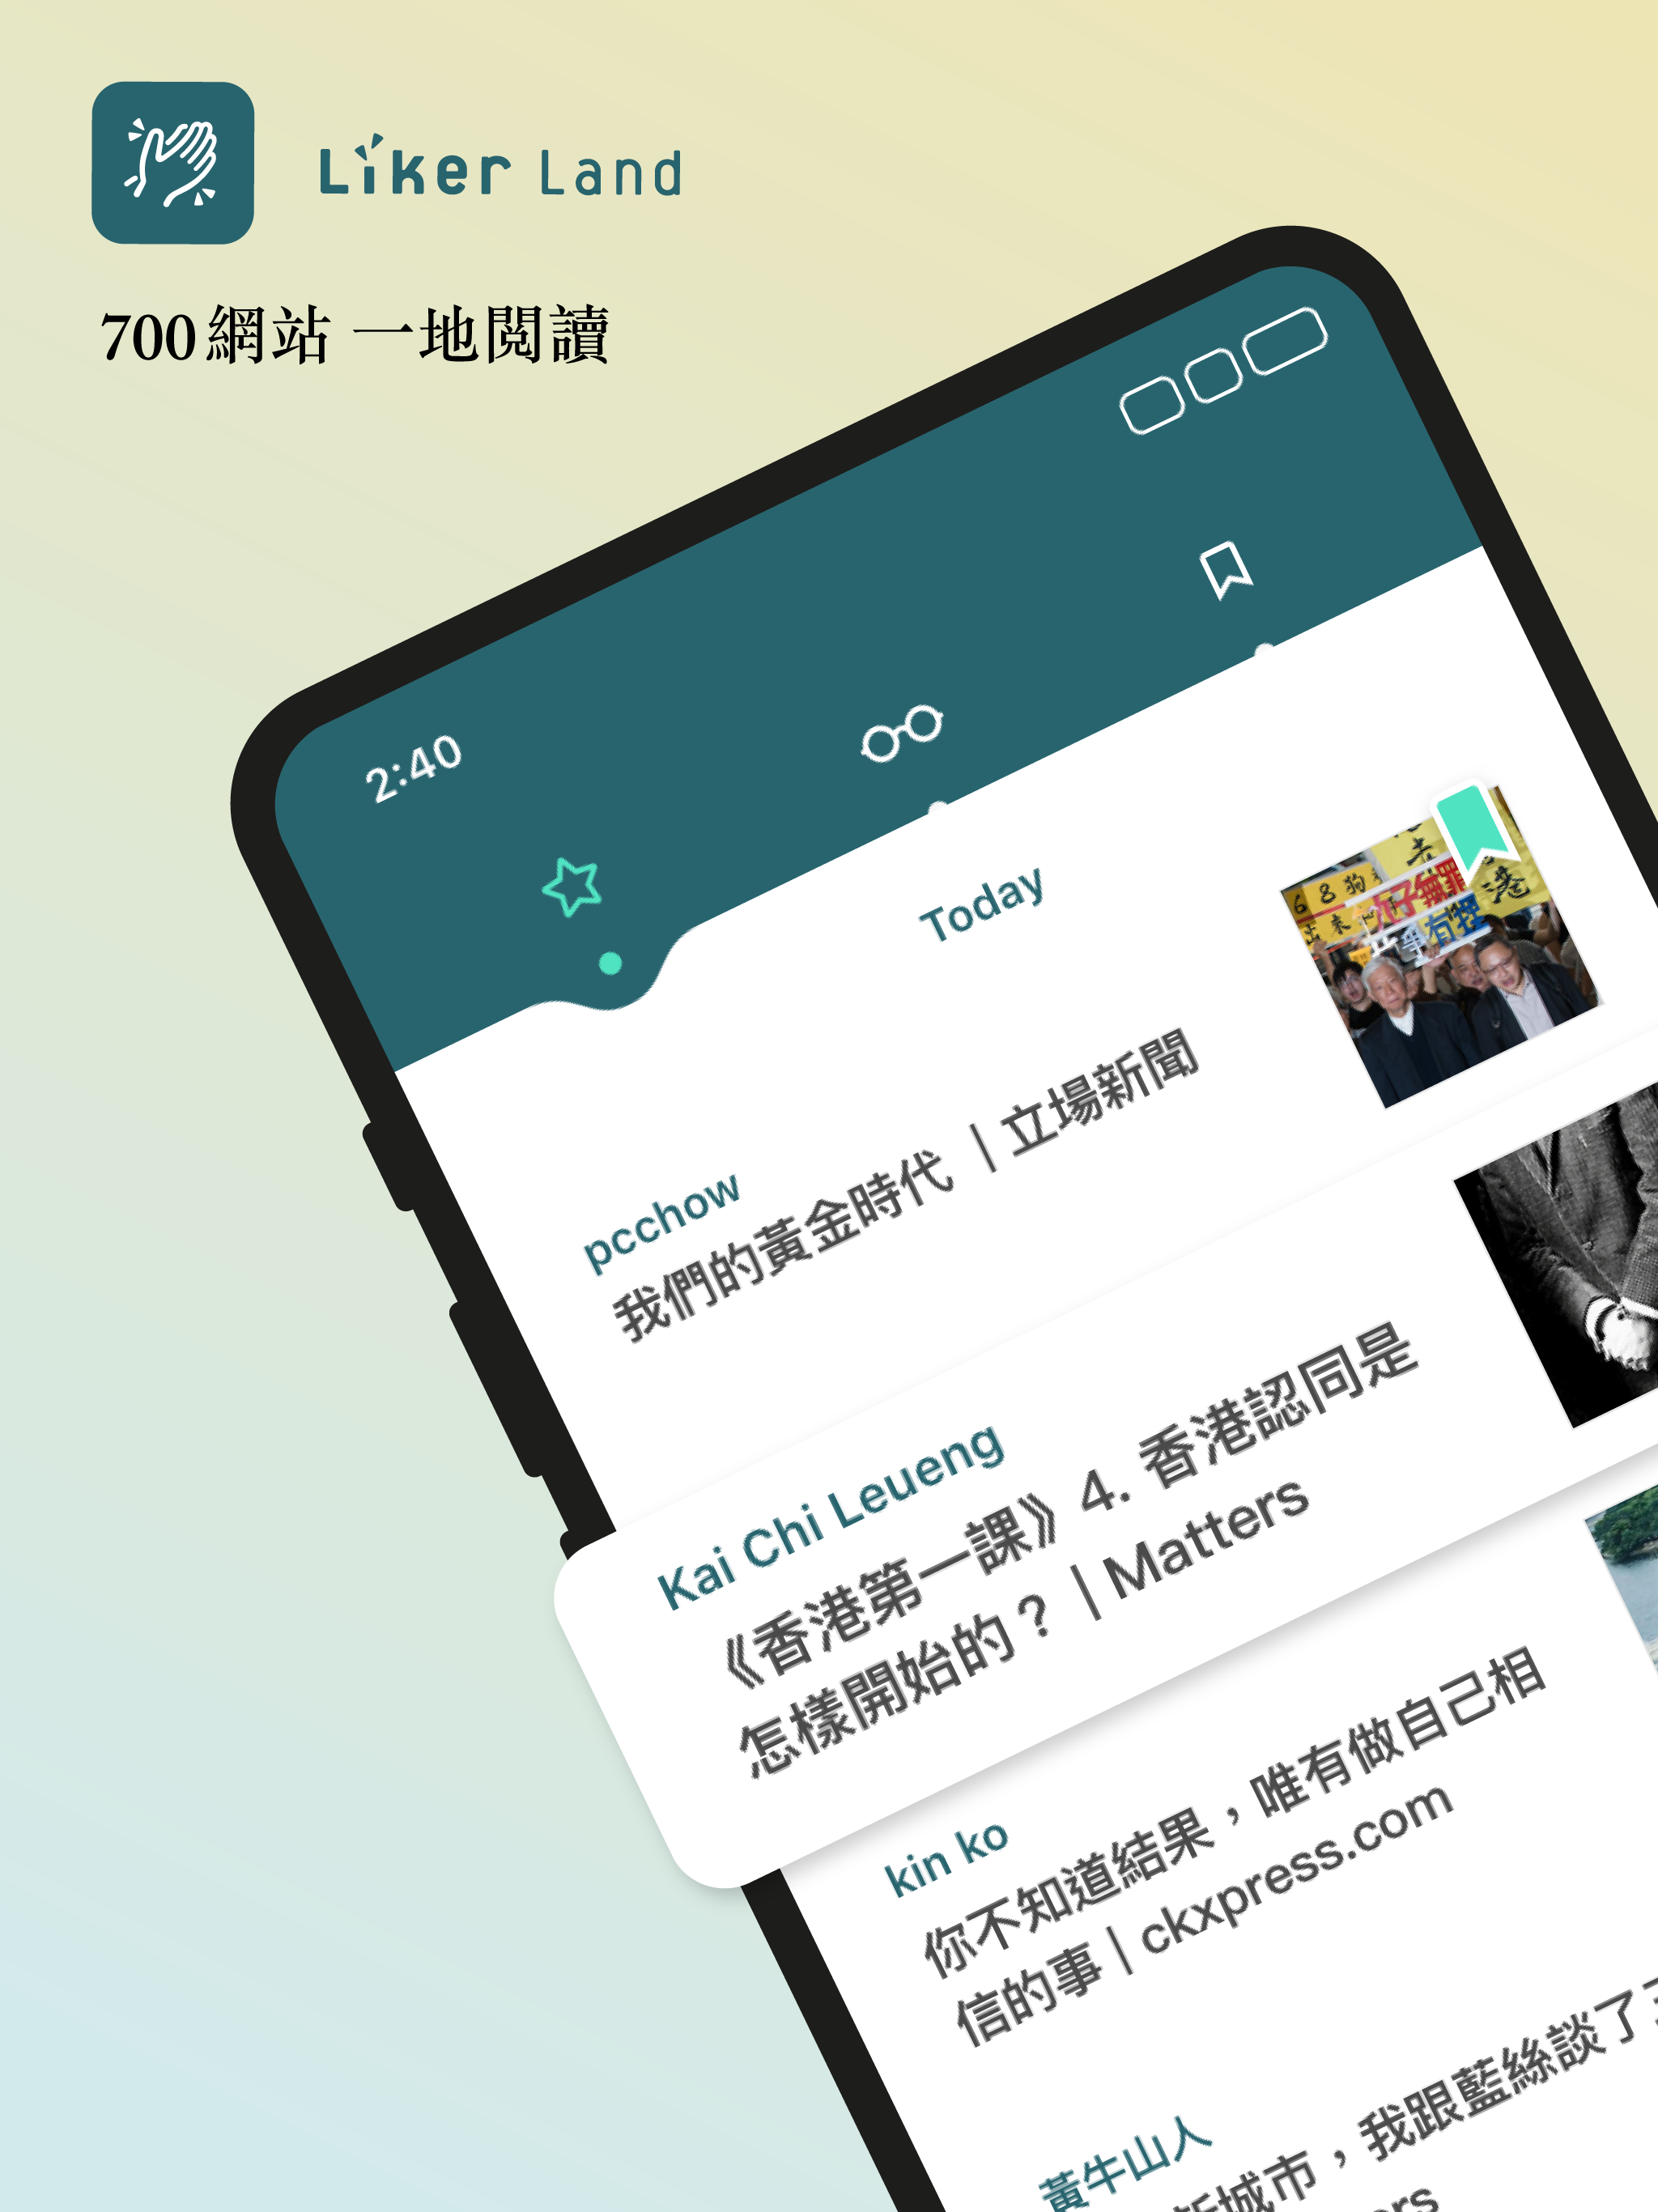 Liker Land
700網站 一地閱讀
2:40
Today
pcchow
我們的黃金時代 | 立場新聞
Kai Chi Leueng
《香港第一課》4. 香港認同是
怎樣開始的？ | Matters
kin ko
你不知道結果，唯有做自己相
信的事 | ckxpress.com
黃牛山人
城市，我跟藍絲談了